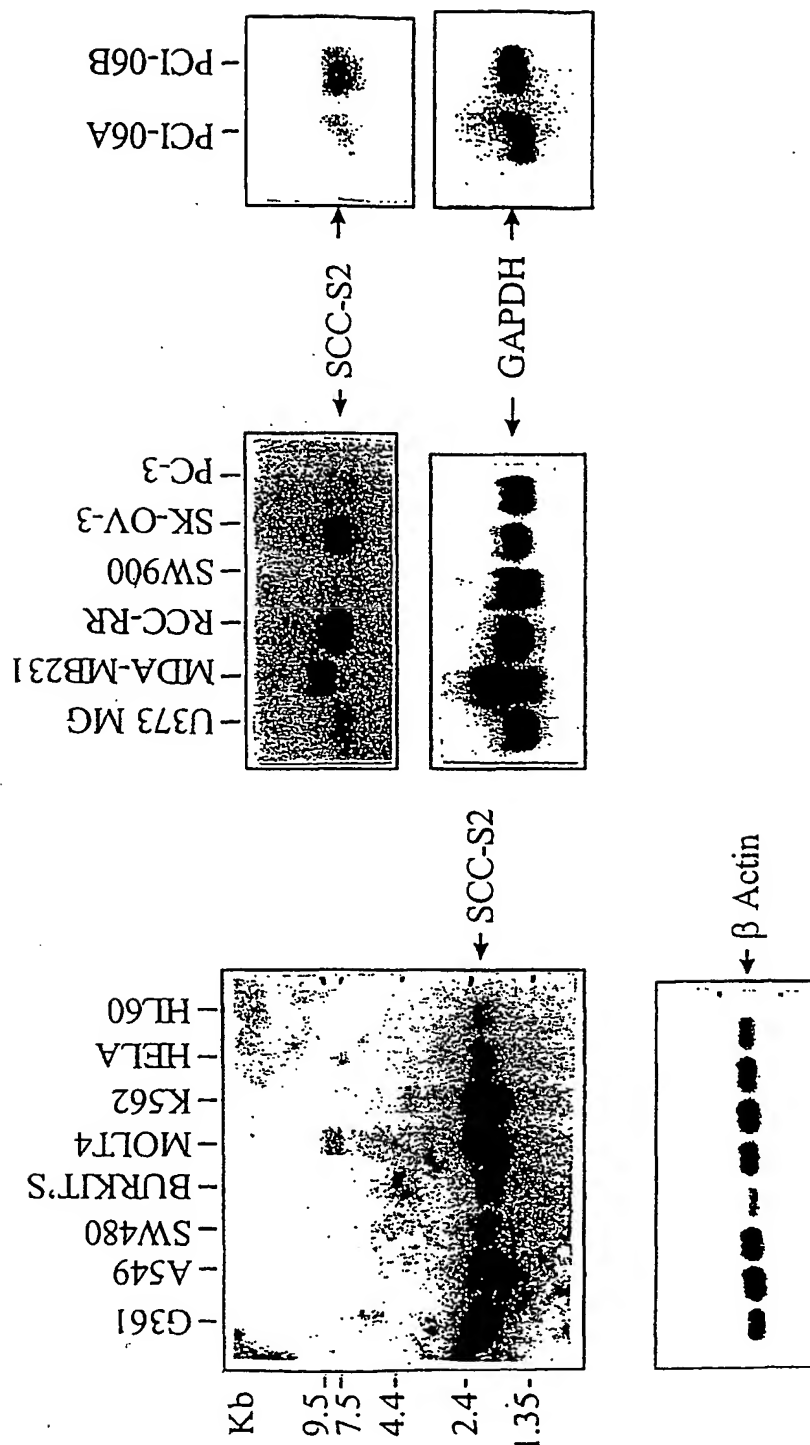 Kb
9.5
7.5
4.4
2.4
1.35
G361
A549
SW480
BURKIT'S
MOLT4
K562
HELA
HL60
SCC-S2
β Actin
U373 MG
MDA-MB231
RCC-RR
SW900
SK-OV-3
PC-3
SCC-S2
GAPDH
PCI-06A
PCI-06B